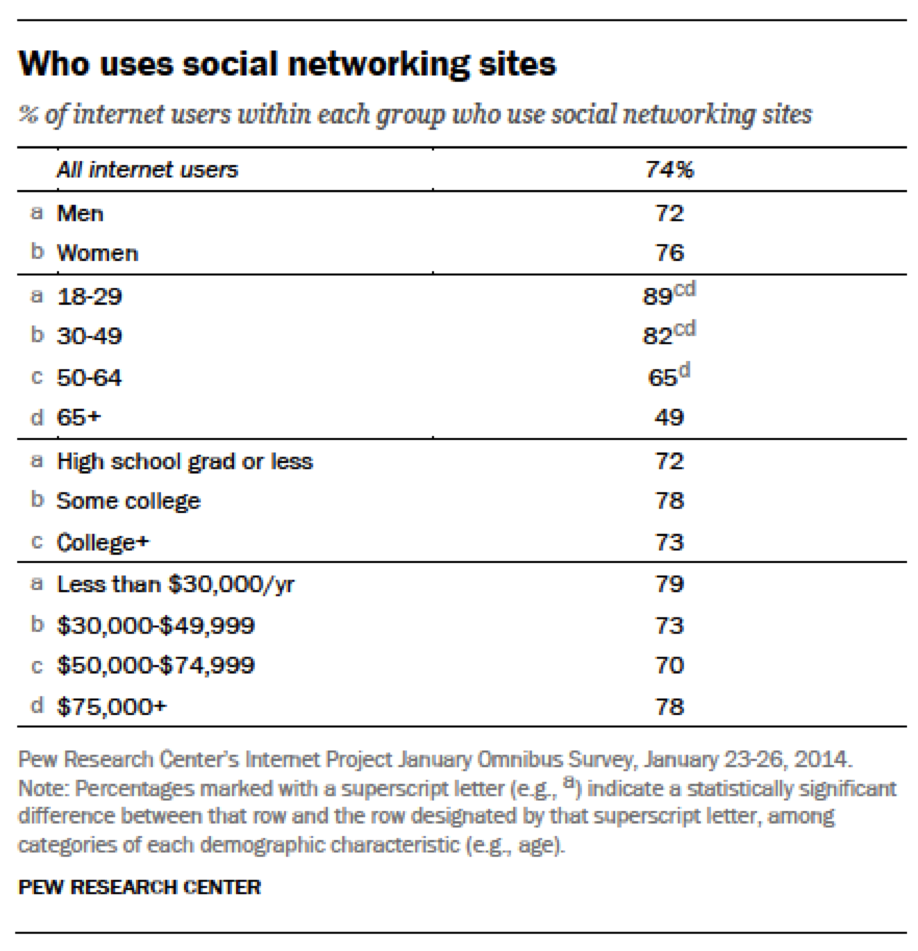 Who uses social networking sites
% of internet users within each group who use social networking sites
All internet users 74%
a Men 72
b Women 76
a 18-29 89cd
b 30-49 82cd
c 50-64 65d
d 65+ 49
a High school grad or less 72
b Some college 78
c College+ 73
a Less than $30,000/yr 79
b $30,000-$49,999 73
c $50,000-$74,999 70
d $75,000+ 78
Pew Research Center's Internet Project January Omnibus Survey, January 23-26, 2014.
Note: Percentages marked with a superscript letter (e.g., a) indicate a statistically significant
difference between that row and the row designated by that superscript letter, among
categories of each demographic characteristic (e.g., age).
PEW RESEARCH CENTER